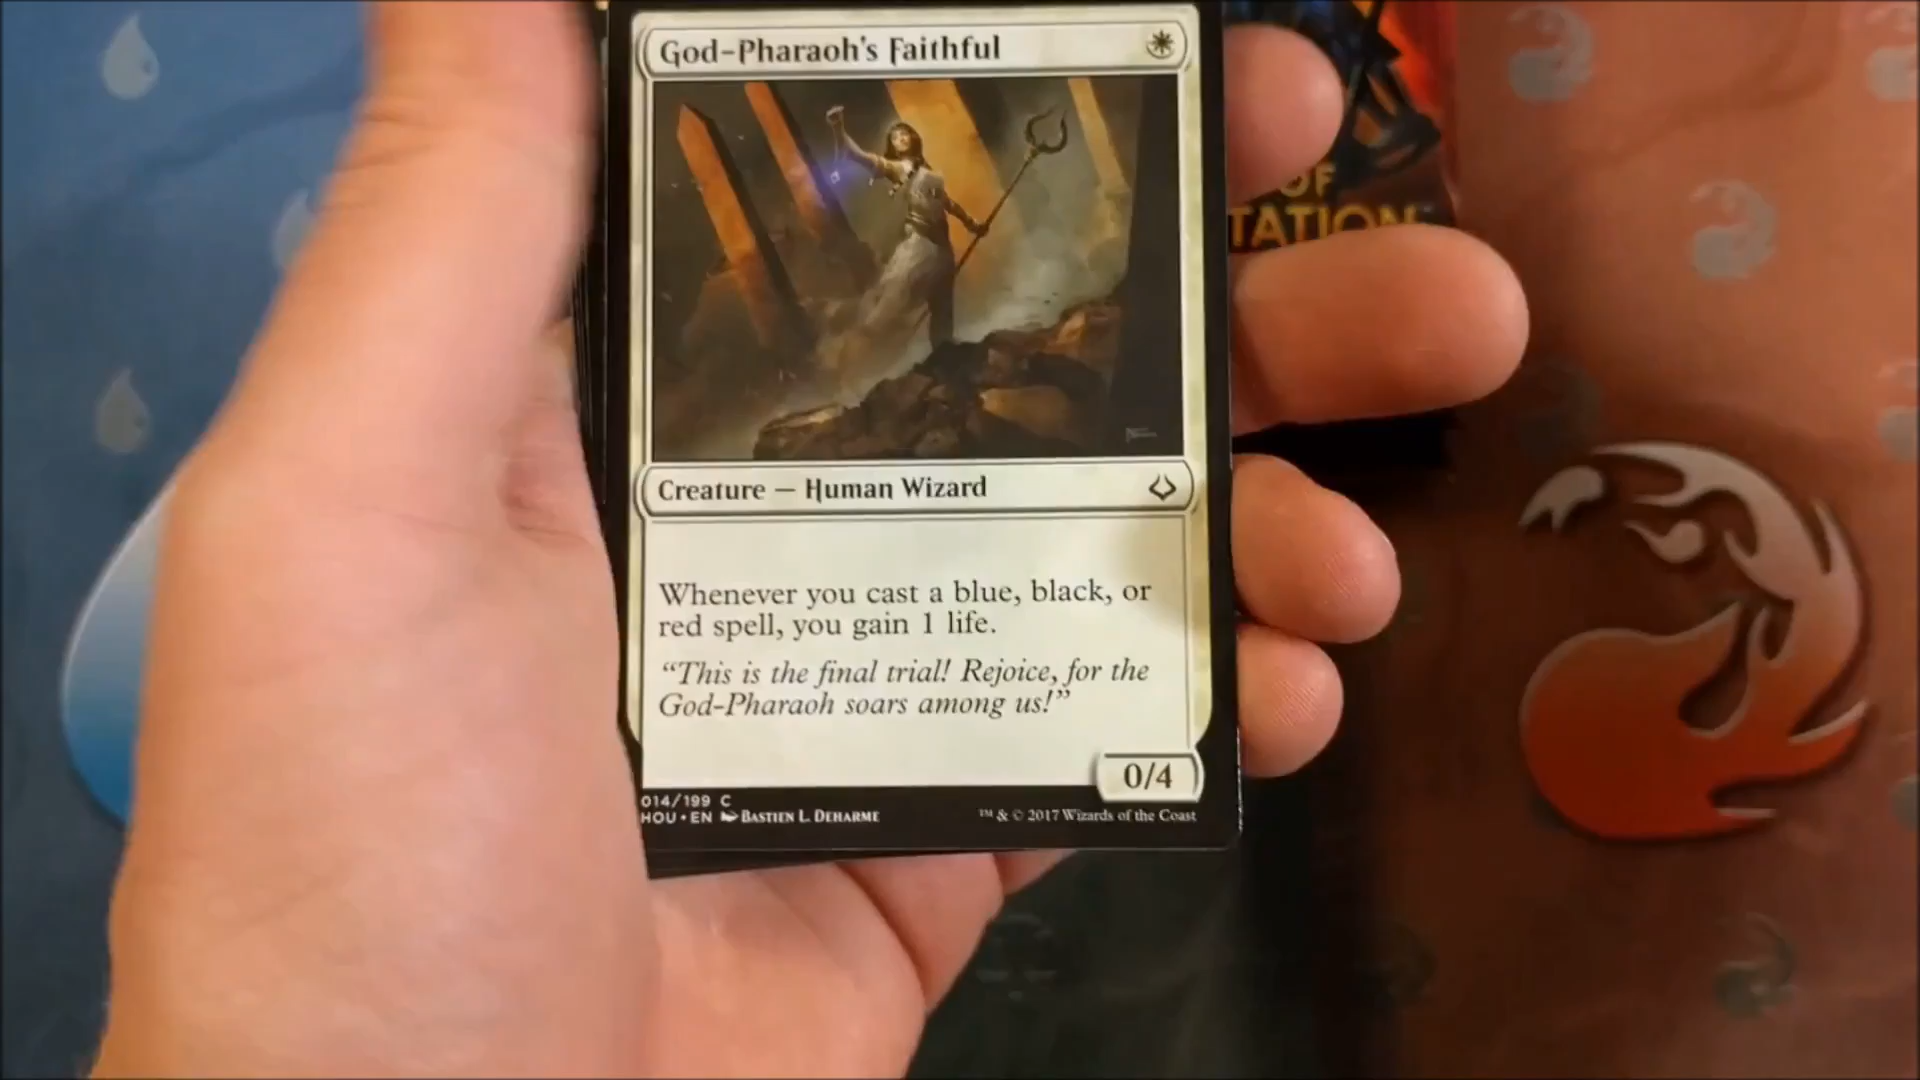 God-Pharaoh's Faithful
OF
TATION
Creature — Human Wizard
Whenever you cast a blue, black, or
red spell, you gain 1 life.
“This is the final trial! Rejoice, for the
God-Pharaoh soars among us!”
0/4
014/199 C
HOU • EN BASTIEN L. DEHARME
™ & © 2017 Wizards of the Coast